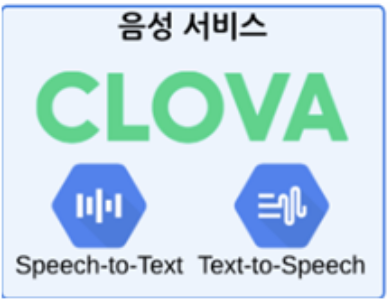 음성 서비스
CLOVA
Speech-to-Text Text-to-Speech